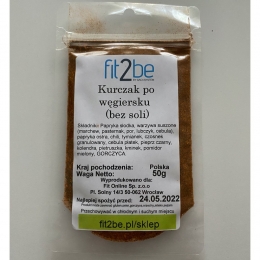 fit2be
Kurczak po
węgiersku
(bez soli)
Składniki: Papryka słodka, warzywa suszone
(marchew, pasternak, por, lubczyk, cebula),
papryka ostra, chili, tymianek, czosnek
granulowany, cebula płatek, pieprz czarny,
kolendra, pietruszka, kminek, pomidor
mielony, GORCZYCA.
Kraj pochodzenia: Polska
Waga Netto: 50g
Wyprodukowano dla:
Fit Online Sp. z.o.o
Pl. Solny 14/3 50-062 Wrocław
Najlepiej spożyć przed: 24.05.2022
Przechowywać w chłodnym i suchym miejscu
fit2be.pl/sklep